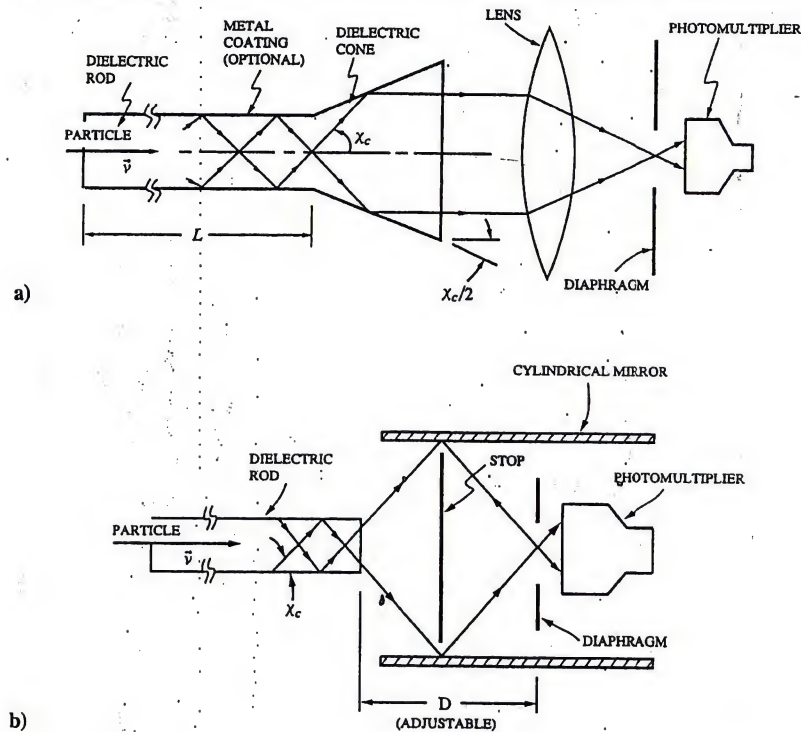 METAL
COATING
(OPTIONAL)
DIELECTRIC
CONE
LENS
PHOTOMULTIPLIER
DIELECTRIC
ROD
PARTICLE
v⃗
χc
L
χc/2
DIAPHRAGM
a)
CYLINDRICAL MIRROR
STOP
DIELECTRIC
ROD
PHOTOMULTIPLIER
PARTICLE
v⃗
χc
DIAPHRAGM
D
(ADJUSTABLE)
b)